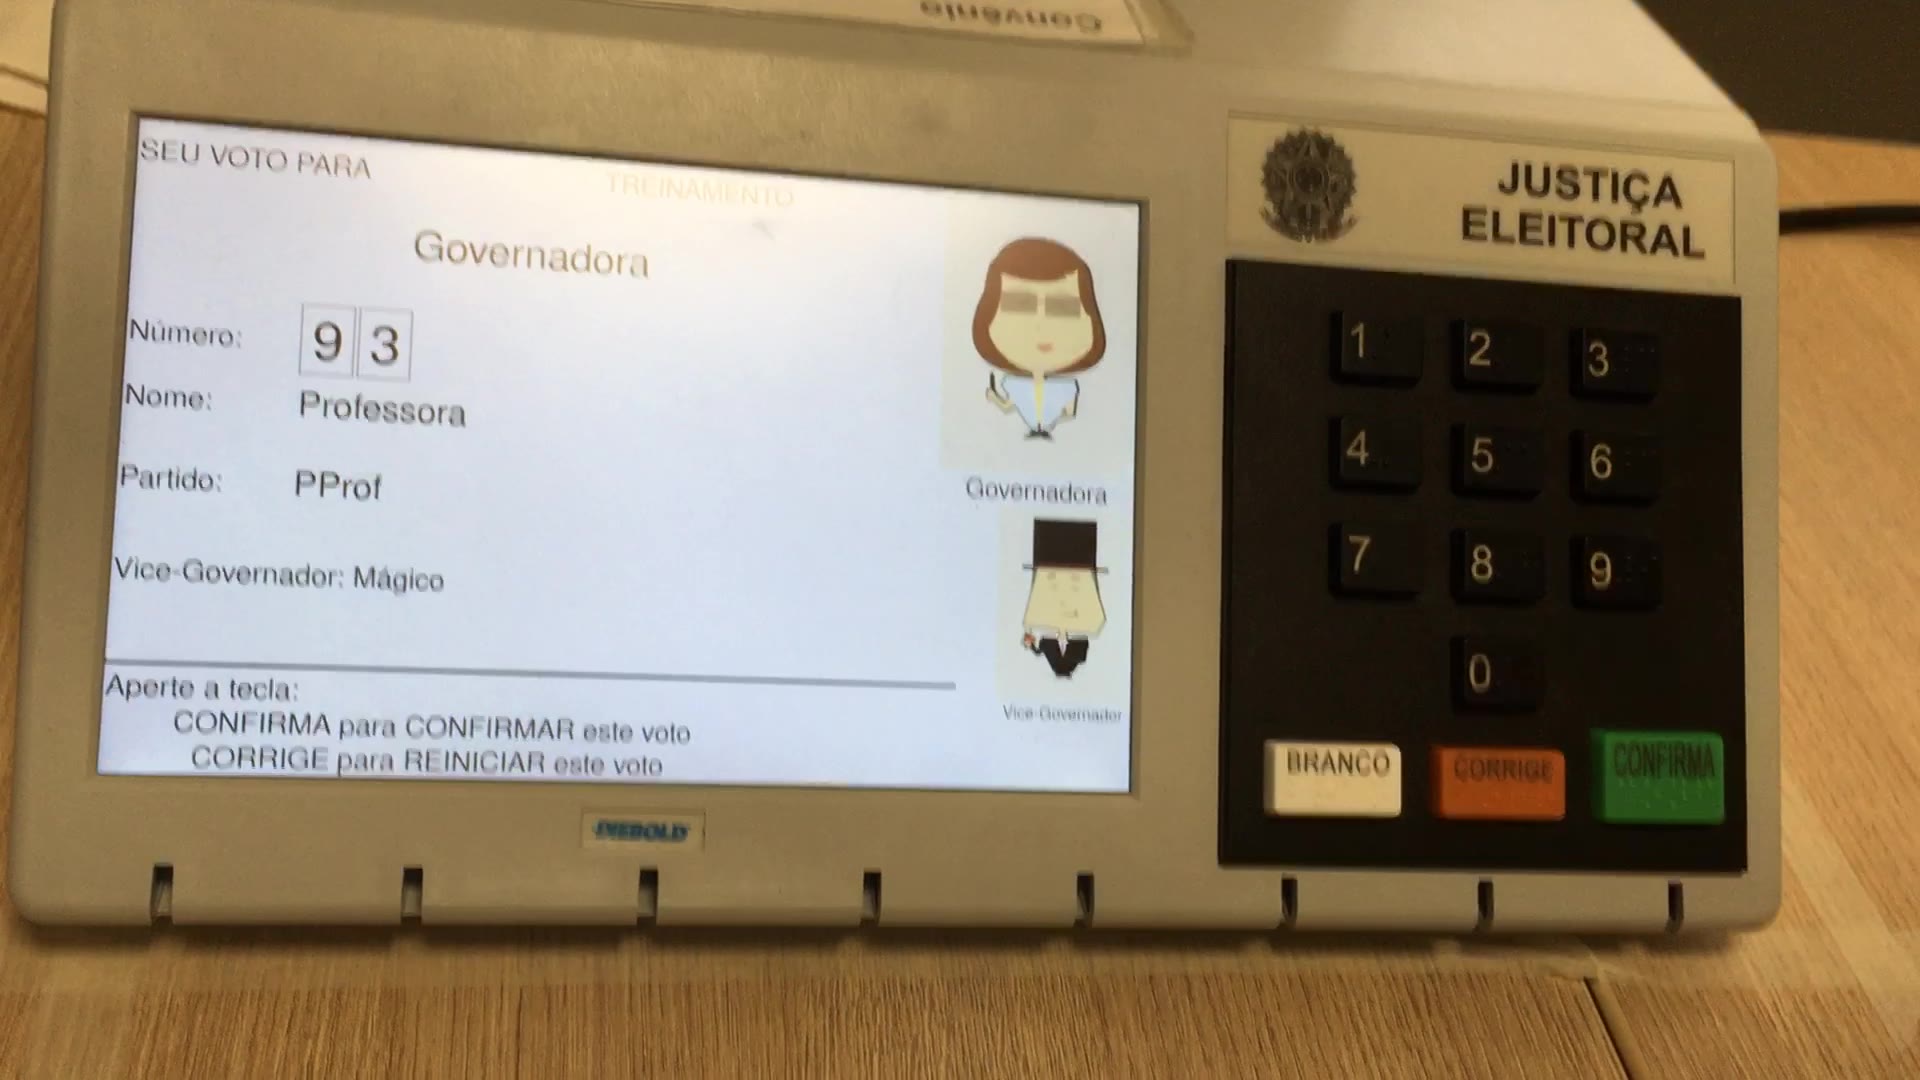 Convênio
SEU VOTO PARA
TREINAMENTO
Governadora
Número: 9 3
Nome: Professora
Partido: PProf
Vice-Governador: Mágico
Governadora
Vice-Governador
Aperte a tecla:
CONFIRMA para CONFIRMAR este voto
CORRIGE para REINICIAR este voto
DIEBOLD
JUSTIÇA
ELEITORAL
1 2 3
4 5 6
7 8 9
0
BRANCO CORRIGE CONFIRMA